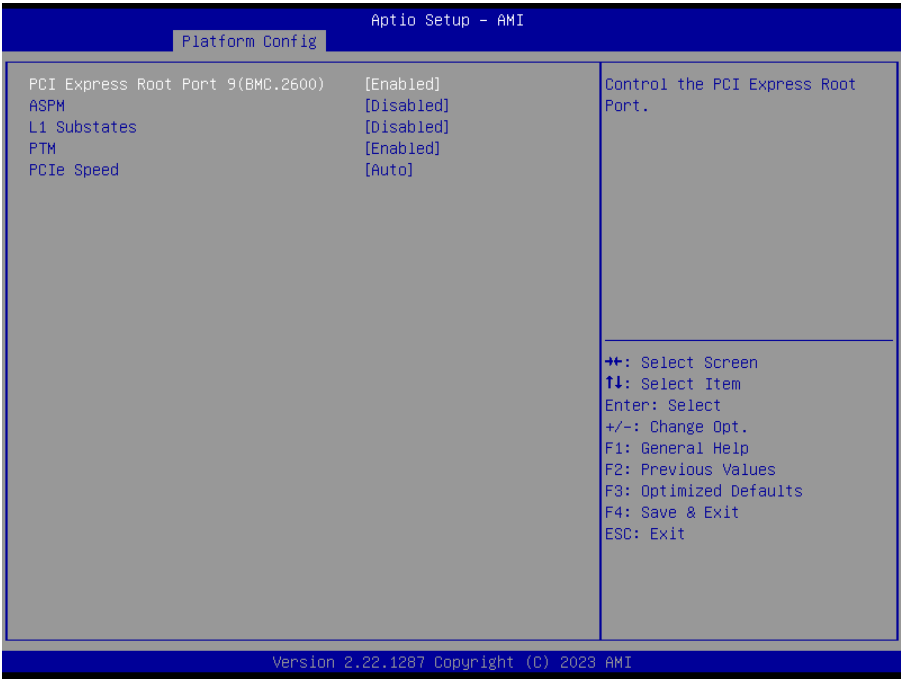 Aptio Setup - AMI
Platform Config
PCI Express Root Port 9(BMC.2600) [Enabled]
ASPM [Disabled]
L1 Substates [Disabled]
PTM [Enabled]
PCIe Speed [Auto]
Control the PCI Express Root
Port.
→←: Select Screen
↑↓: Select Item
Enter: Select
+/-: Change Opt.
F1: General Help
F2: Previous Values
F3: Optimized Defaults
F4: Save & Exit
ESC: Exit
Version 2.22.1287 Copyright (C) 2023 AMI